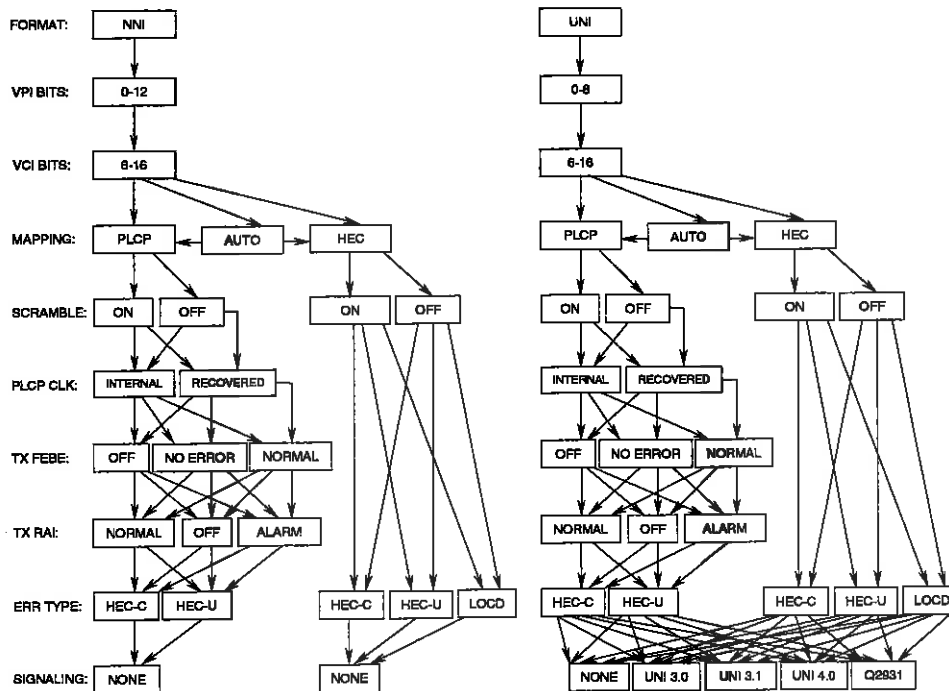 FORMAT: NNI UNI
VPI BITS: 0-12 0-8
VCI BITS: 6-16 6-16
MAPPING: PLCP AUTO HEC PLCP AUTO HEC
SCRAMBLE: ON OFF ON OFF ON OFF ON OFF
PLCP CLK: INTERNAL RECOVERED INTERNAL RECOVERED
TX FEBE: OFF NO ERROR NORMAL OFF NO ERROR NORMAL
TX RAI: NORMAL OFF ALARM NORMAL OFF ALARM
ERR TYPE: HEC-C HEC-U HEC-C HEC-U LOCD HEC-C HEC-U HEC-C HEC-U LOCD
SIGNALING: NONE NONE NONE UNI 3.0 UNI 3.1 UNI 4.0 Q2931